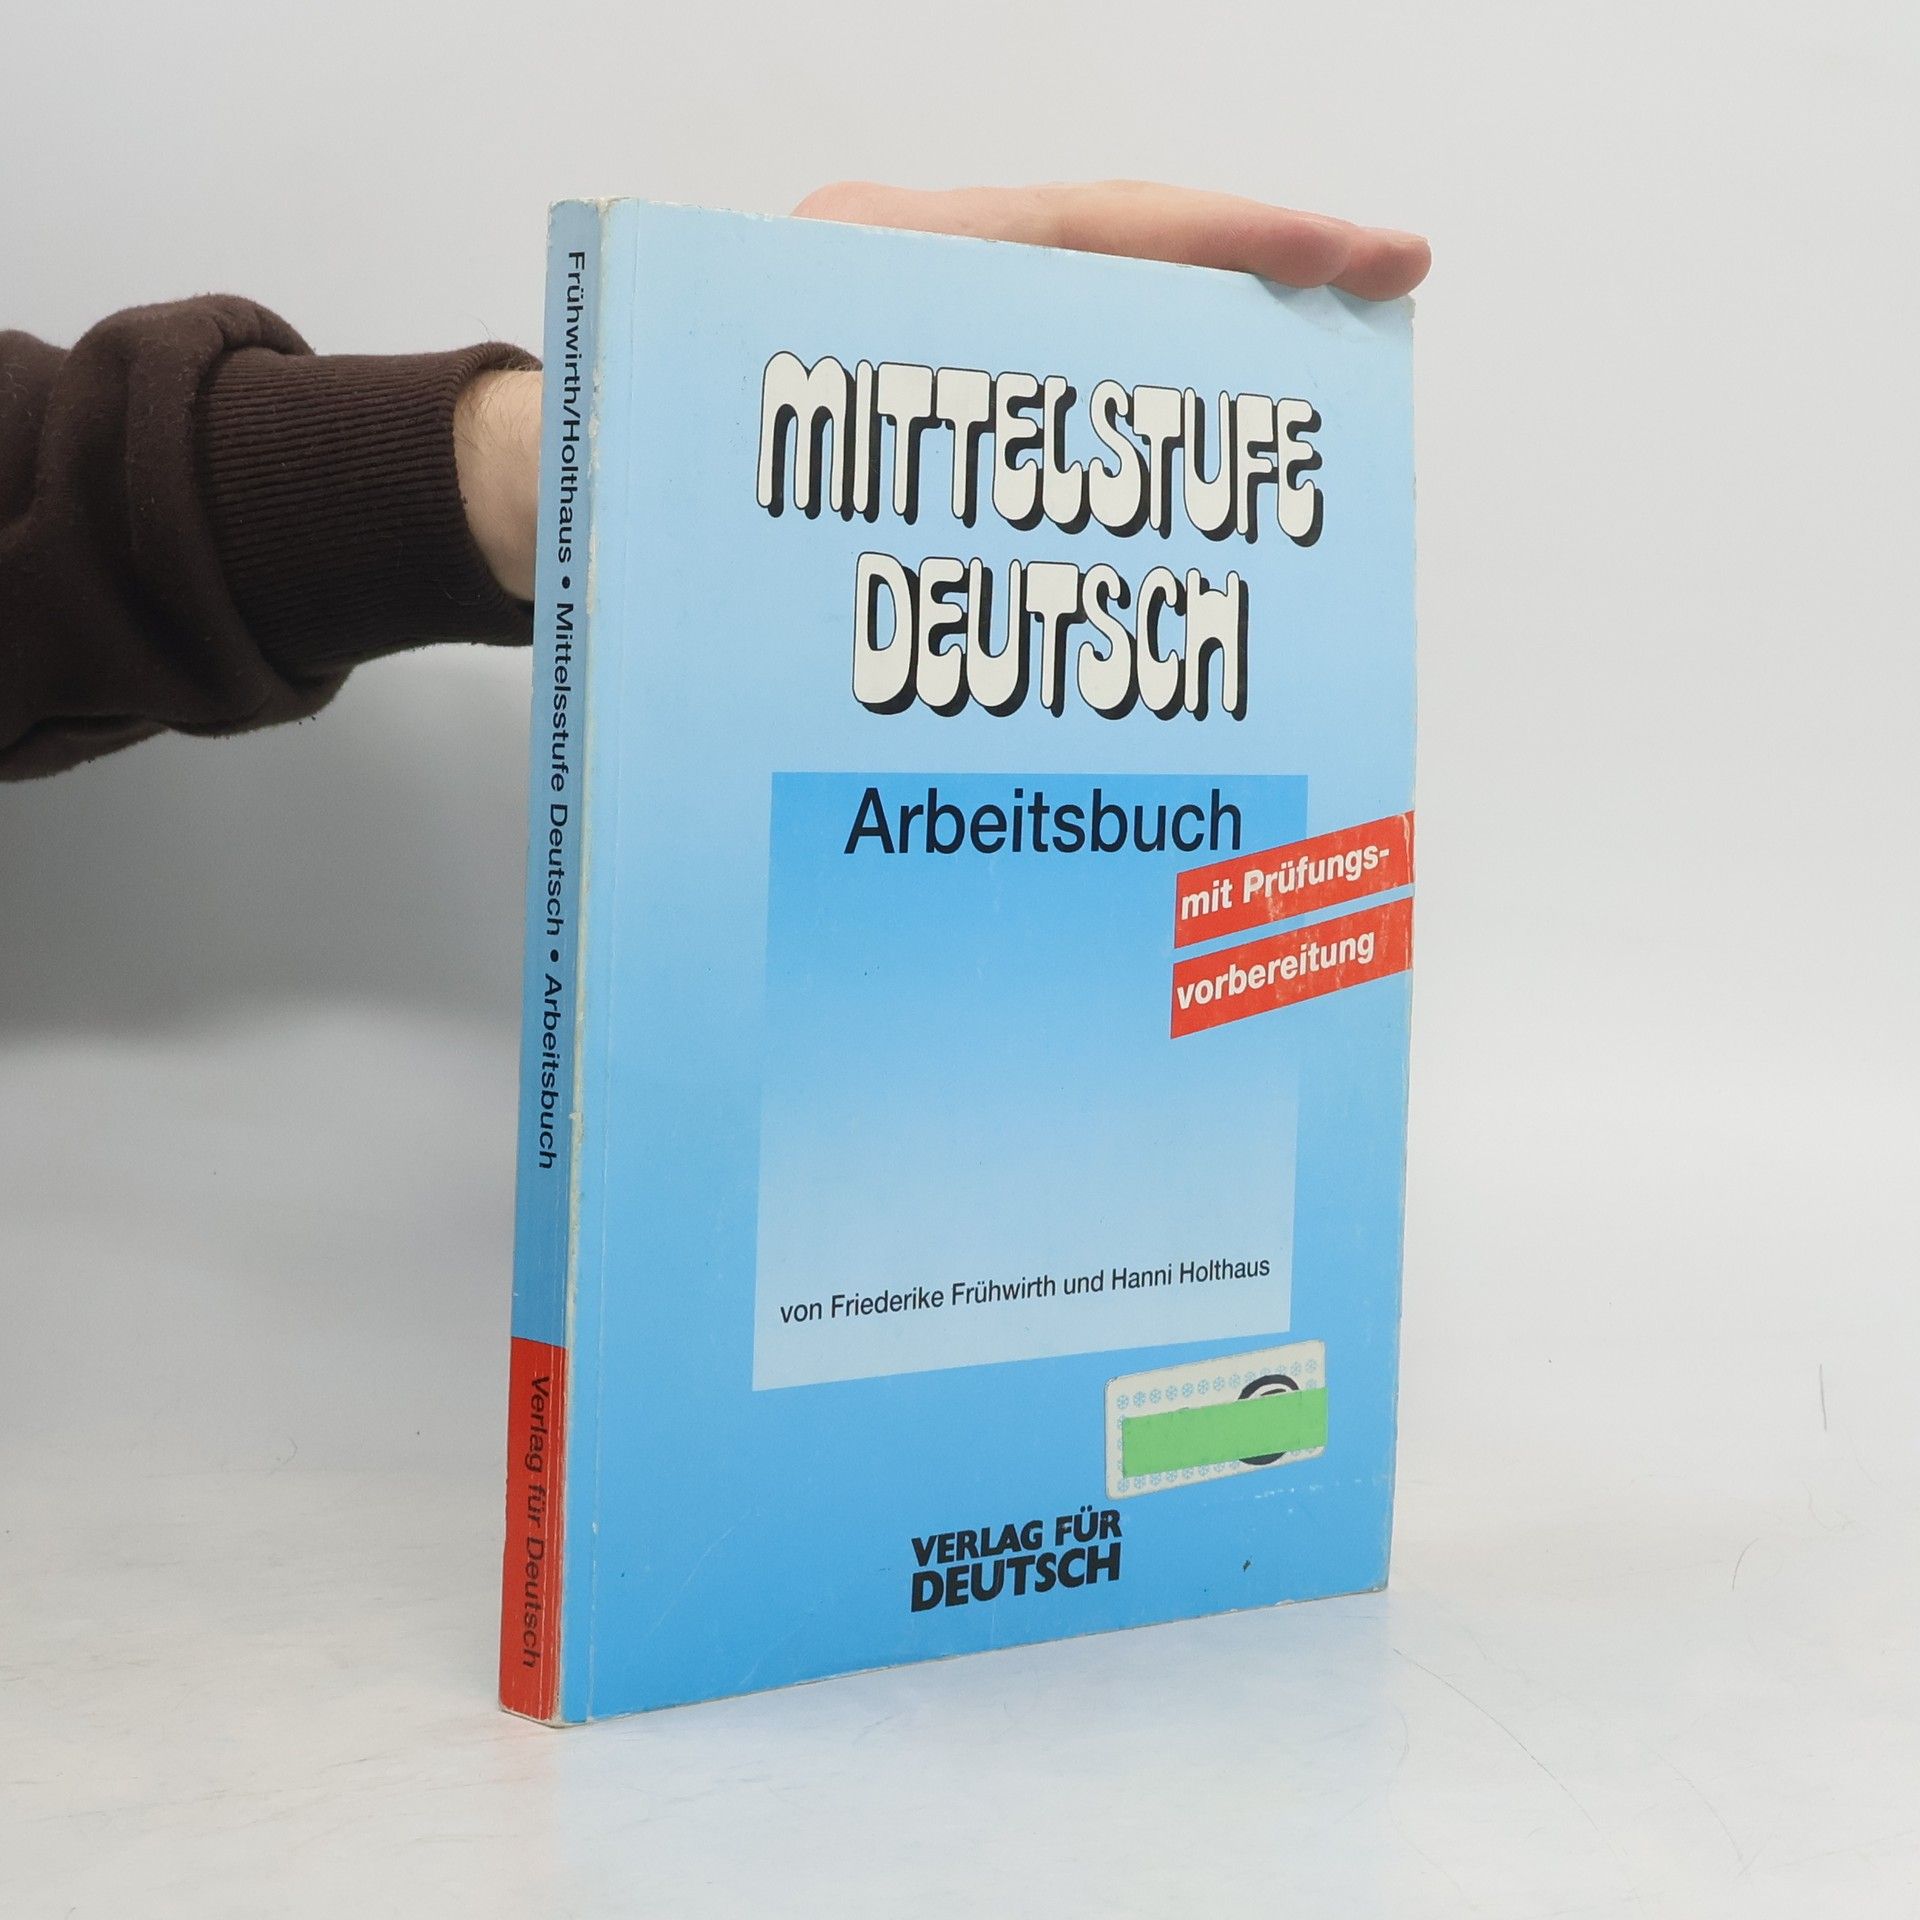 MITTELSTUFE
DEUTSCH
Arbeitsbuch
mit Prüfungs-
vorbereitung
von Friederike Frühwirth und Hanni Holthaus
VERLAG FÜR
DEUTSCH
Frühwirth/Holthaus • Mittelsstufe Deutsch • Arbeitsbuch
Verlag für Deutsch